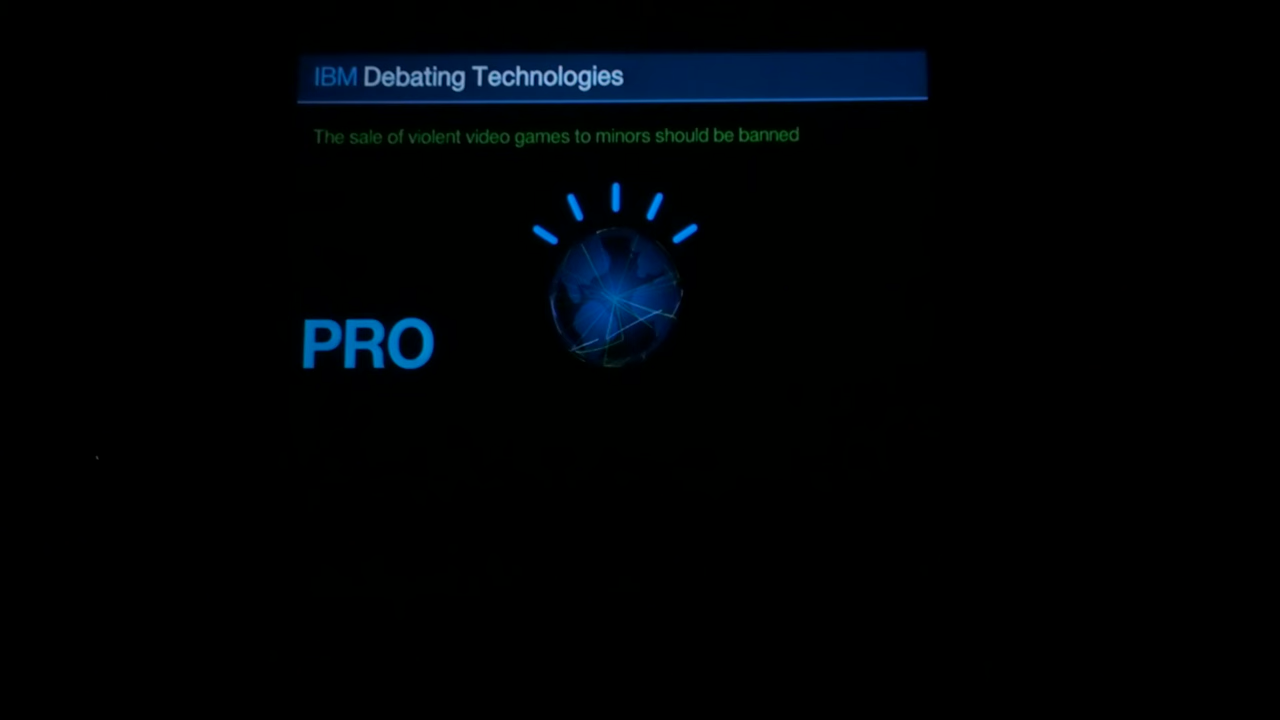 IBM Debating Technologies
The sale of violent video games to minors should be banned
PRO